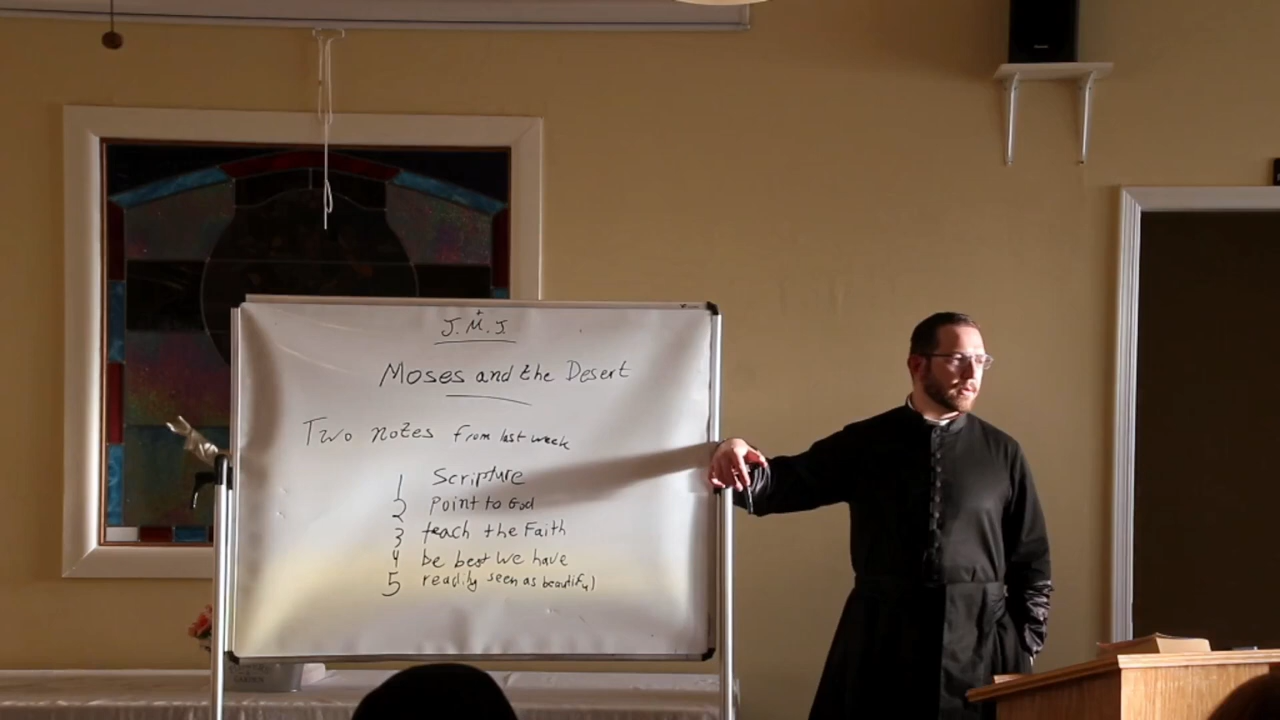 J. M. J.
Moses and the Desert
Two notes from last week
1 Scripture
2 point to God
3 teach the Faith
4 be best we have
5 readily seen as beautiful
GARDEN